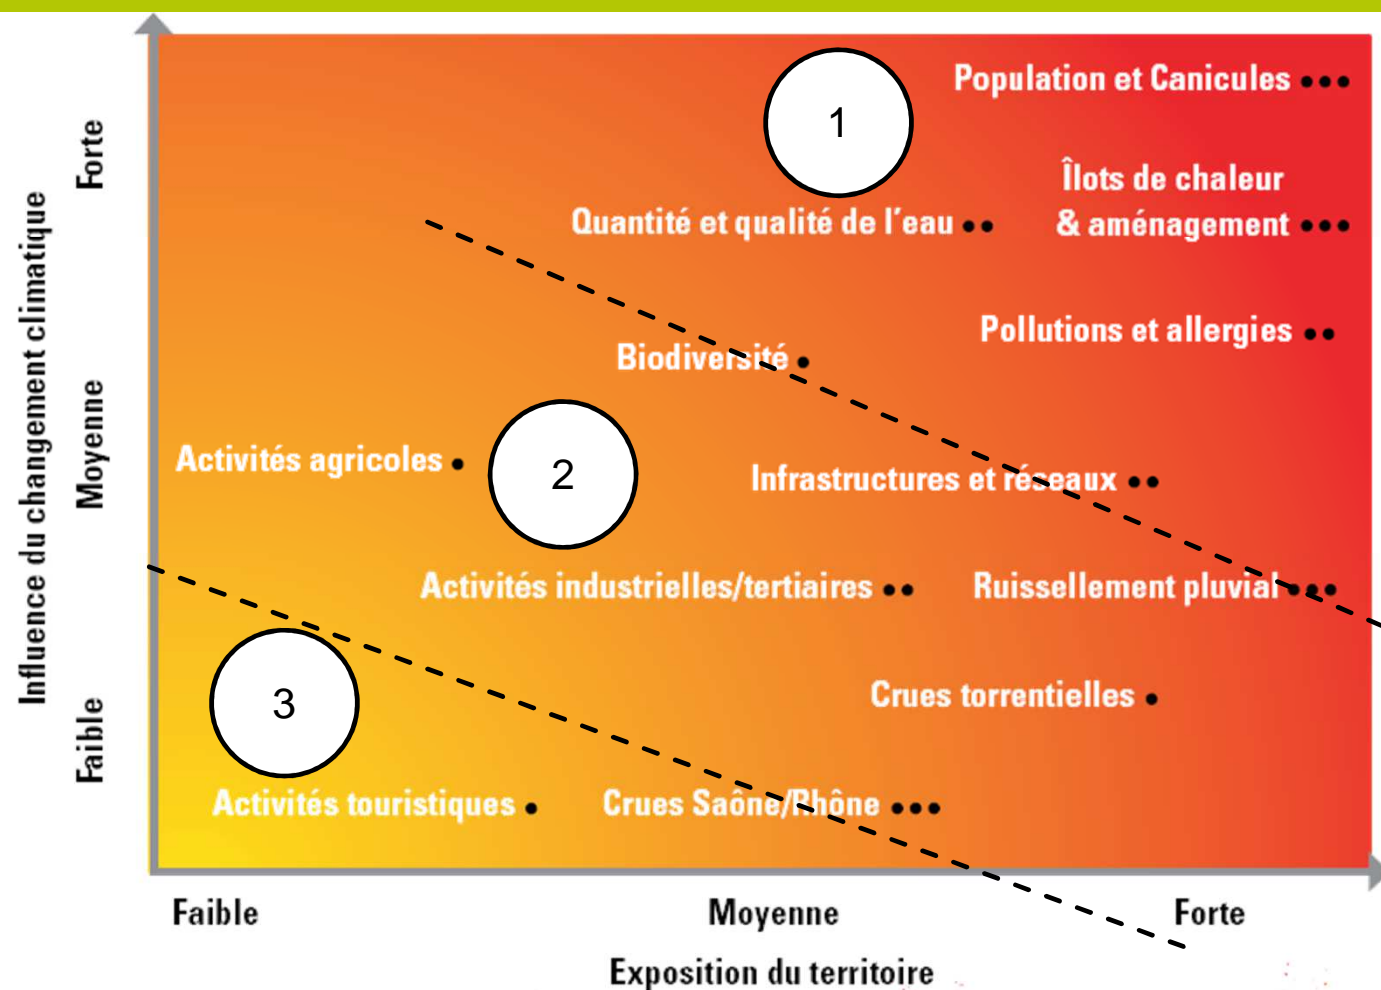 Influence du changement climatique
Forte
Moyenne
Faible
1
Population et Canicules •••
Îlots de chaleur
& aménagement •••
Quantité et qualité de l'eau ••
Pollutions et allergies ••
Biodiversité •
Activités agricoles •
2
Infrastructures et réseaux ••
Activités industrielles/tertiaires ••
Ruissellement pluvial •••
3
Crues torrentielles •
Activités touristiques •
Crues Saône/Rhône •••
Faible
Moyenne
Forte
Exposition du territoire